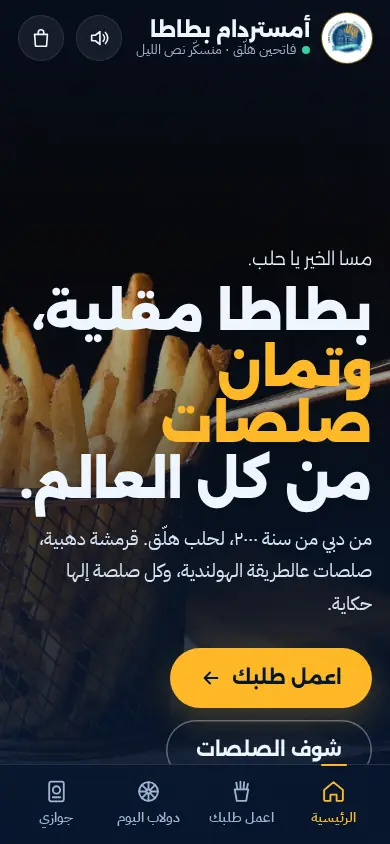 أمستردام بطاطا
فاتحين هلّق · منسكّر نص الليل
مسا الخير يا حلب.
بطاطا مقلية،
وتمان
صلصات
من كل العالم.
من دبي من سنة ٢٠٠٠، لحلب هلّق. قرمشة دهبية،
صلصات عالطريقة الهولندية، وكل صلصة إلها
حكاية.
اعمل طلبك ←
شوف الصلصات
الرئيسية
اعمل طلبك
دولاب اليوم
جوازي